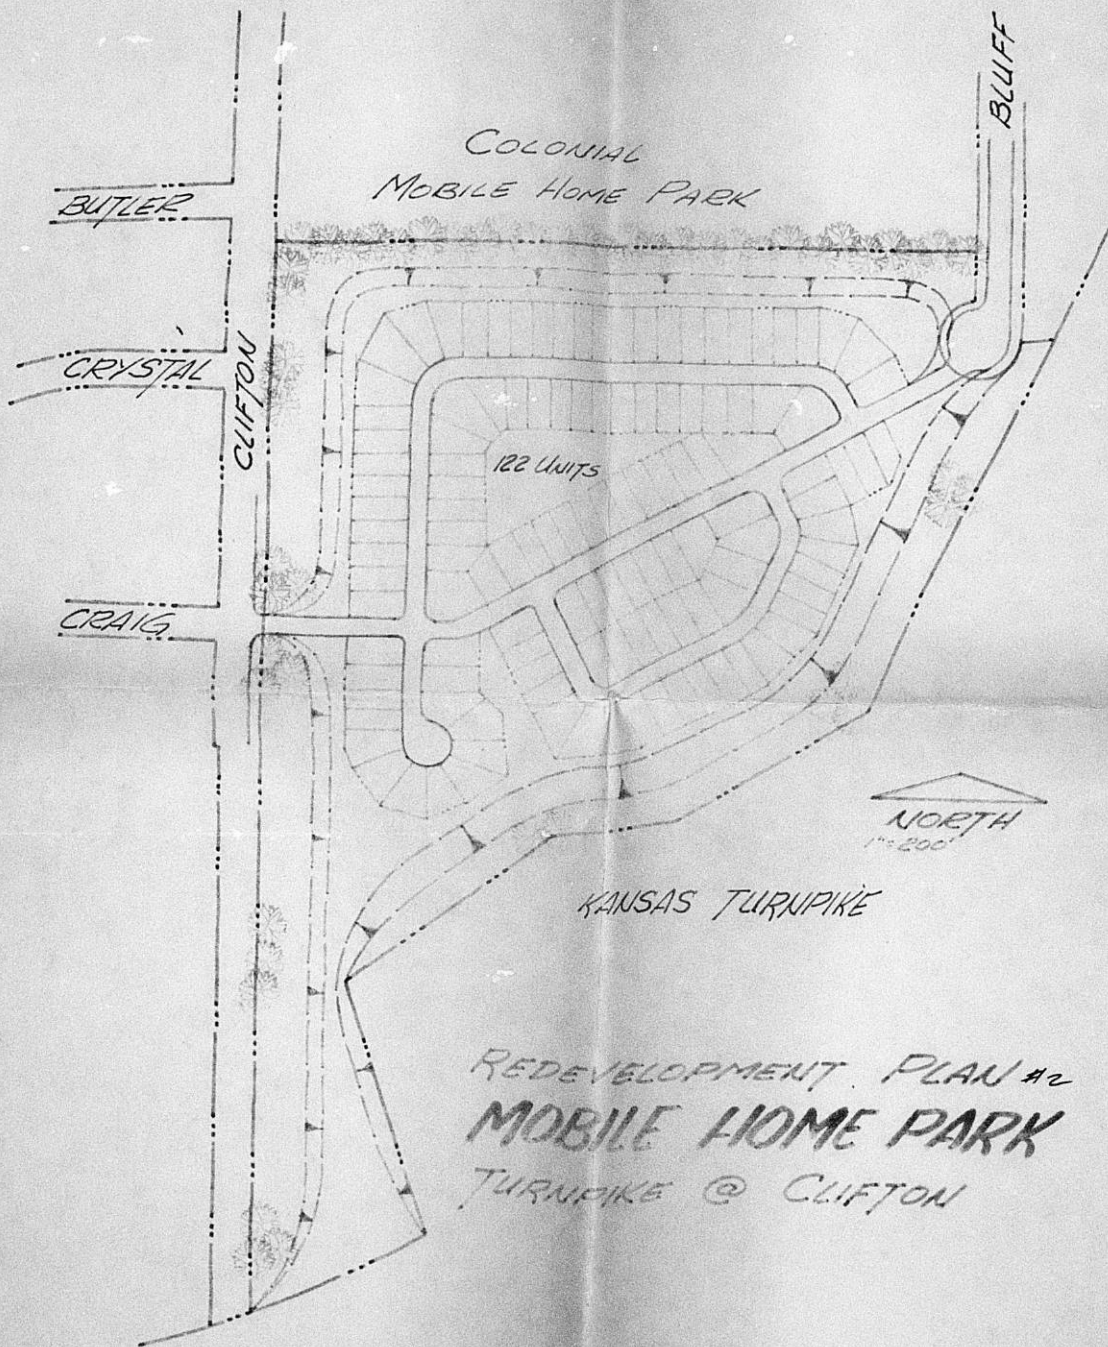 BLUFF
COLONIAL
MOBILE HOME PARK
BUTLER
CRYSTAL
CLIFTON
122 UNITS
CRAIG
NORTH
1"=200'
KANSAS TURNPIKE
REDEVELOPMENT PLAN #2
MOBILE HOME PARK
TURNPIKE @ CLIFTON